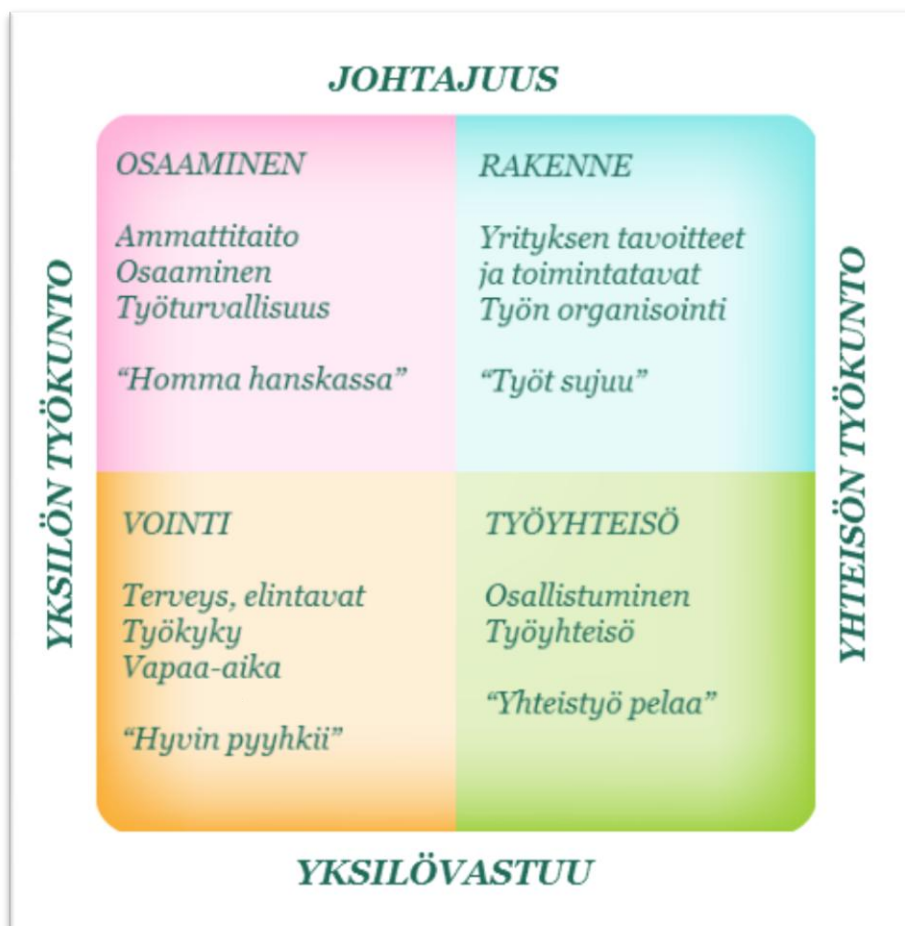 JOHTAJUUS
YKSILÖN TYÖKUNTO
OSAAMINEN
Ammattitaito
Osaaminen
Työturvallisuus
“Homma hanskassa”
RAKENNE
Yrityksen tavoitteet
ja toimintatavat
Työn organisointi
“Työt sujuu”
VOINTI
Terveys, elintavat
Työkyky
Vapaa-aika
“Hyvin pyyhkii”
TYÖYHTEISÖ
Osallistuminen
Työyhteisö
“Yhteistyö pelaa”
YHTEISÖN TYÖKUNTO
YKSILÖVASTUU